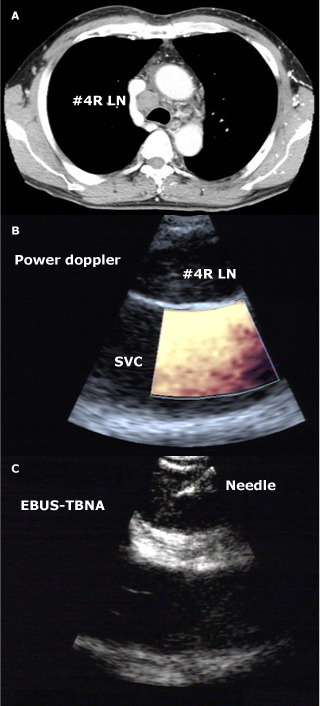 A
#4R LN
B
Power doppler
#4R LN
SVC
C
Needle
EBUS-TBNA